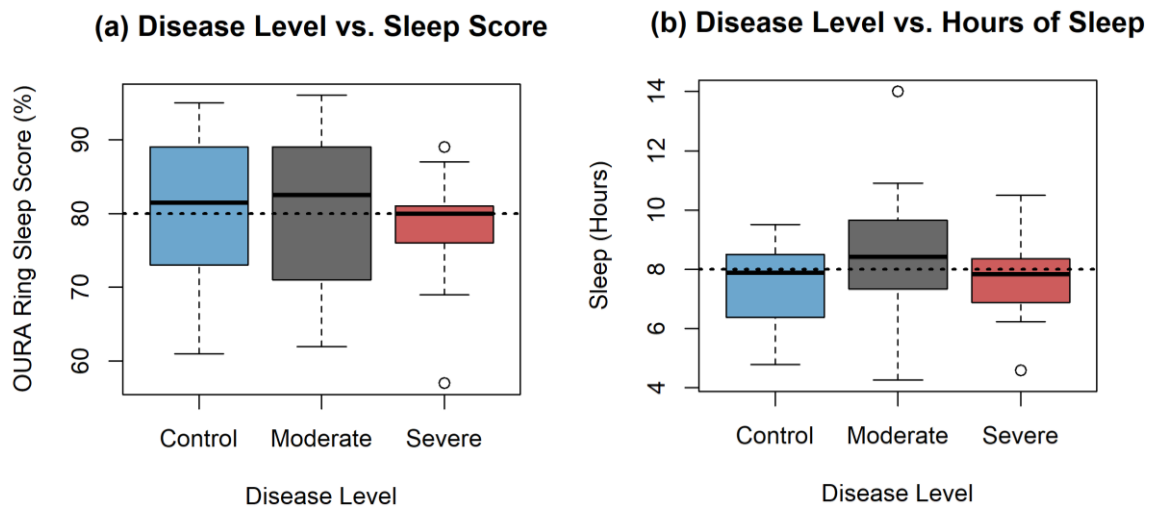 (a) Disease Level vs. Sleep Score
OURA Ring Sleep Score (%)
90
80
70
60
Control Moderate Severe
Disease Level
(b) Disease Level vs. Hours of Sleep
Sleep (Hours)
14
12
10
8
6
4
Control Moderate Severe
Disease Level